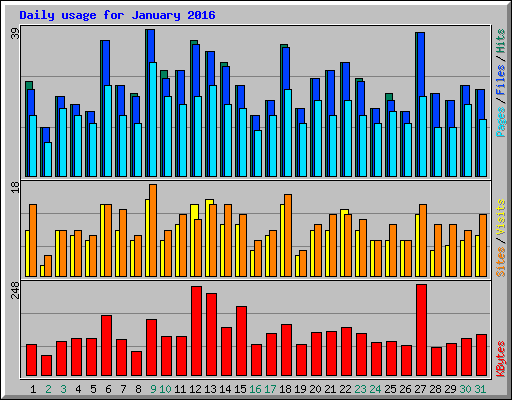 Daily usage for January 2016
39
Pages / Files / Hits
18
Sites / Visits
248
KBytes
1 2 3 4 5 6 7 8 9 10 11 12 13 14 15 16 17 18 19 20 21 22 23 24 25 26 27 28 29 30 31